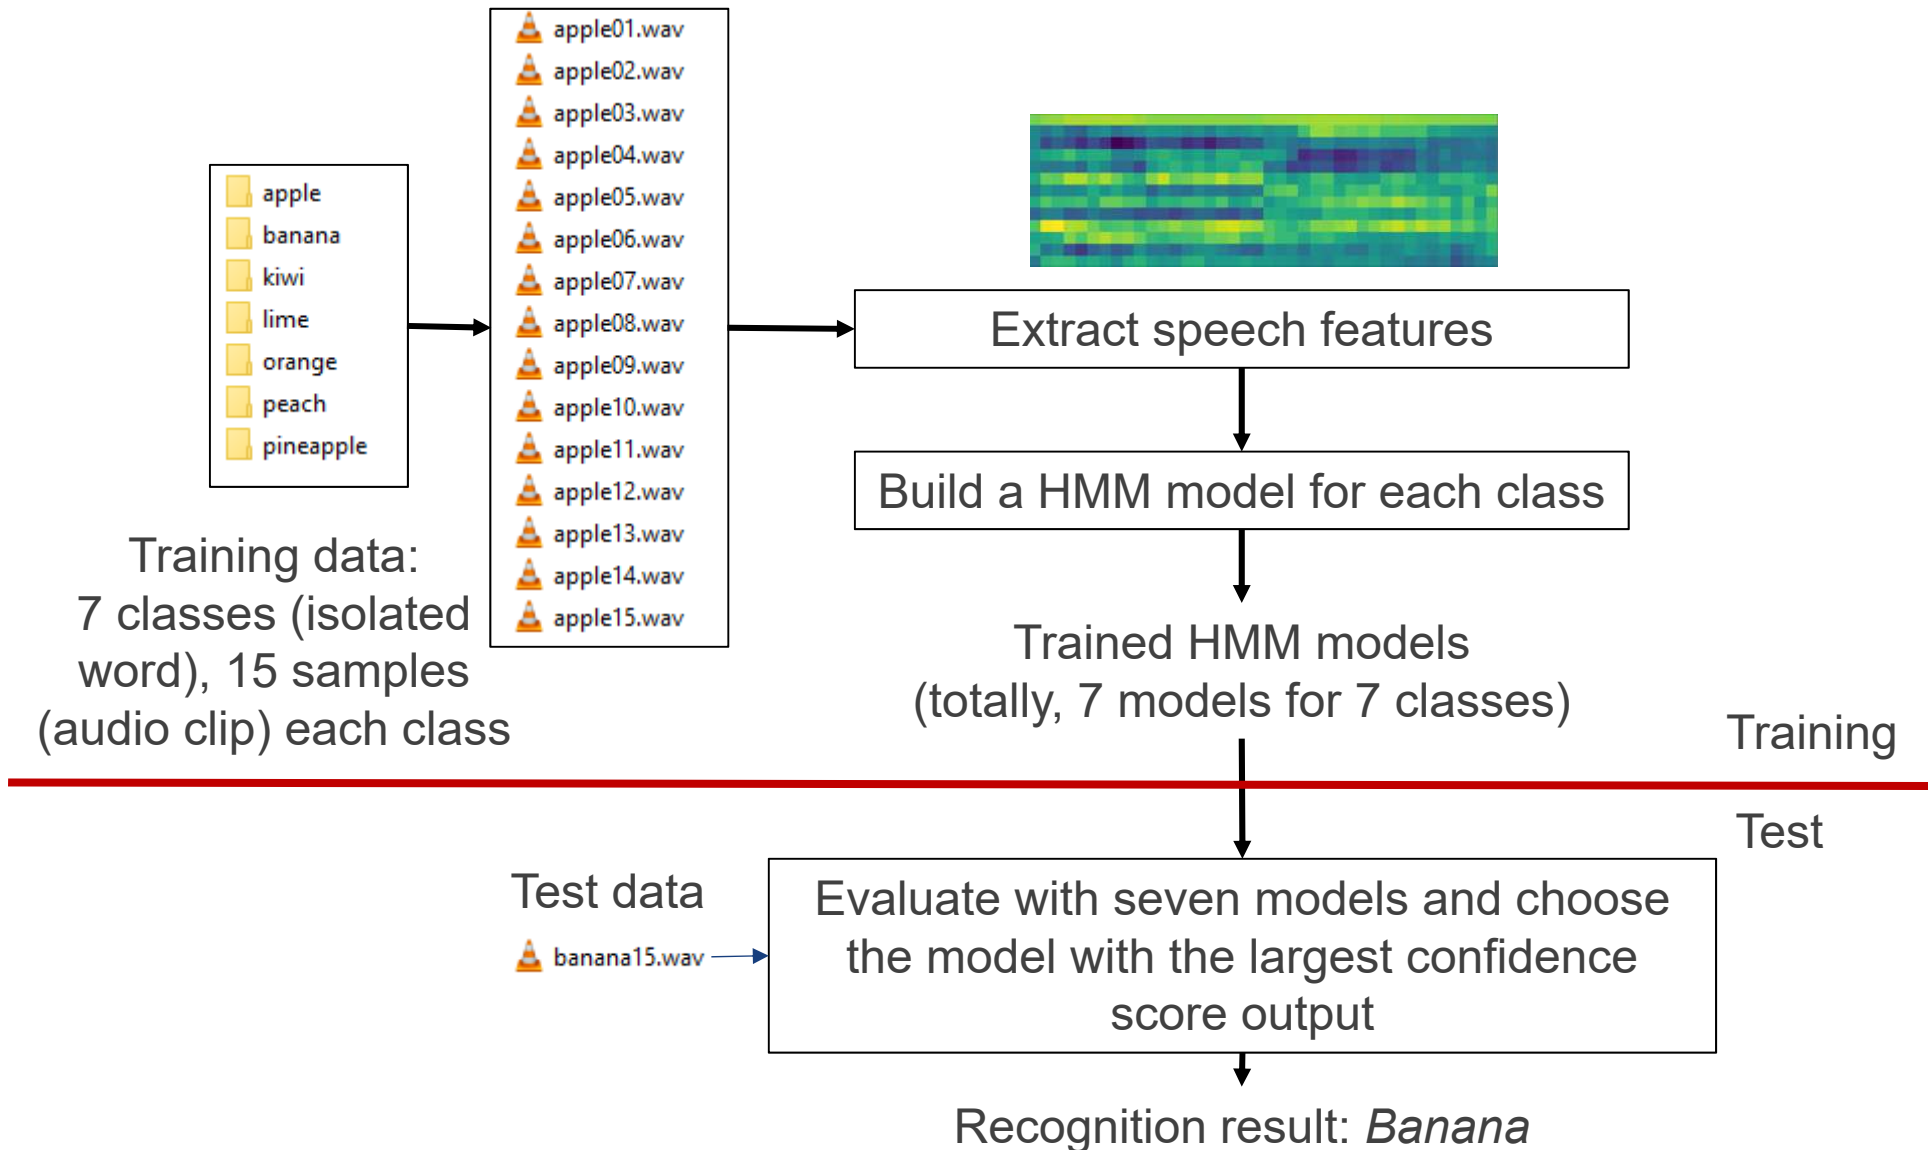 apple
banana
kiwi
lime
orange
peach
pineapple
Training data:
7 classes (isolated
word), 15 samples
(audio clip) each class
apple01.wav
apple02.wav
apple03.wav
apple04.wav
apple05.wav
apple06.wav
apple07.wav
apple08.wav
apple09.wav
apple10.wav
apple11.wav
apple12.wav
apple13.wav
apple14.wav
apple15.wav
Extract speech features
Build a HMM model for each class
Trained HMM models
(totally, 7 models for 7 classes)
Training
Test
Test data
banana15.wav
Evaluate with seven models and choose
the model with the largest confidence
score output
Recognition result: Banana